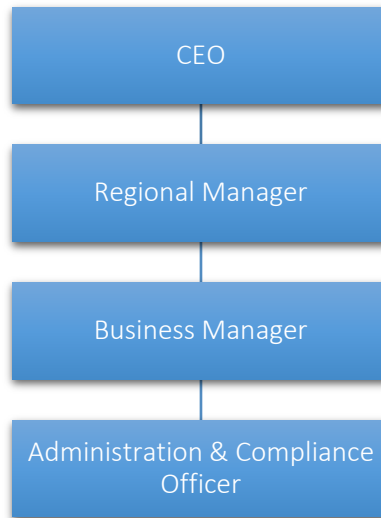 CEO
Regional Manager
Business Manager
Administration & Compliance
Officer